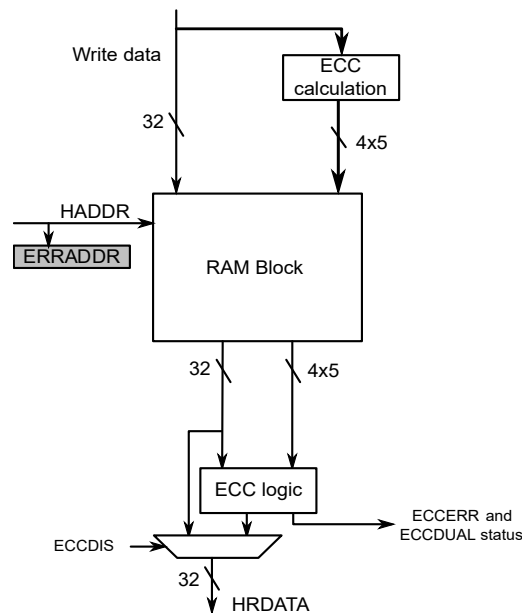 Write data
ECC
calculation
32
4x5
HADDR
ERRADDR
RAM Block
32
4x5
ECC logic
ECCERR and
ECCDUAL status
ECCDIS
32
HRDATA